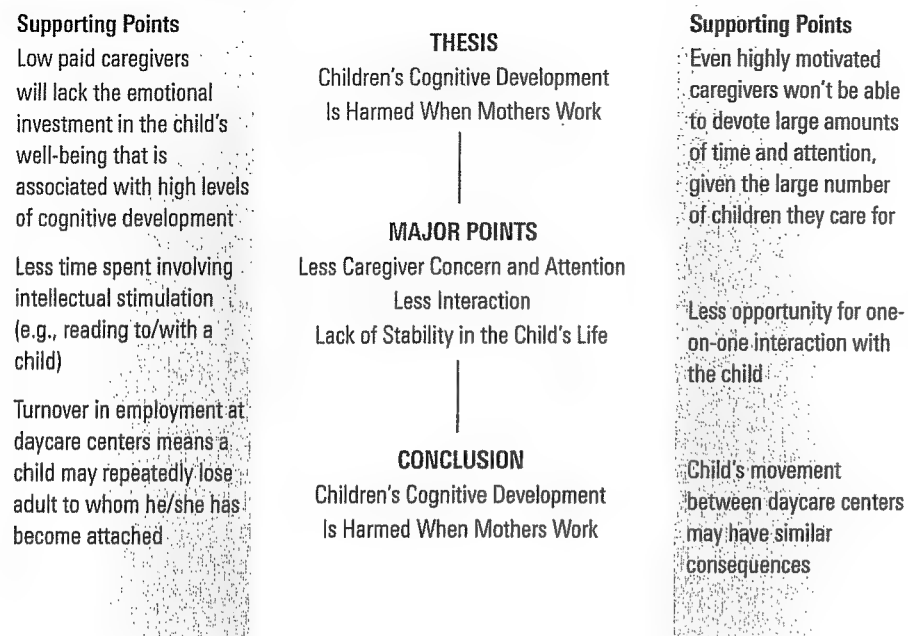 Supporting Points
Low paid caregivers
will lack the emotional
investment in the child's
well-being that is
associated with high levels
of cognitive development
Less time spent involving
intellectual stimulation
(e.g., reading to/with a
child)
Turnover in employment at
daycare centers means a
child may repeatedly lose
adult to whom he/she has
become attached
THESIS
Children's Cognitive Development
Is Harmed When Mothers Work
MAJOR POINTS
Less Caregiver Concern and Attention
Less Interaction
Lack of Stability in the Child's Life
CONCLUSION
Children's Cognitive Development
Is Harmed When Mothers Work
Supporting Points
Even highly motivated
caregivers won't be able
to devote large amounts
of time and attention,
given the large number
of children they care for
Less opportunity for one-
on-one interaction with
the child
Child's movement
between daycare centers
may have similar
consequences